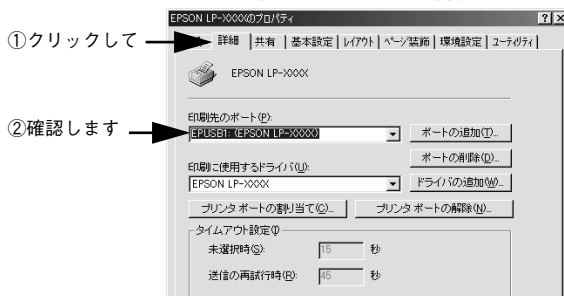 EPSON LP-XXXXのプロパティ
①クリックして
詳細 共有 基本設定 レイアウト ページ装飾 環境設定 ユーティリティ
EPSON LP-XXXX
印刷先のポート(P):
②確認します
EPUSB1: (EPSON LP-XXXX)
ポートの追加(T)...
ポートの削除(D)...
印刷に使用するドライバ(U):
EPSON LP-XXXX
ドライバの追加(W)...
プリンタ ポートの割り当て(C)... プリンタ ポートの解除(N)...
タイムアウト設定
未選択時(S): 15 秒
送信の再試行時(R): 45 秒